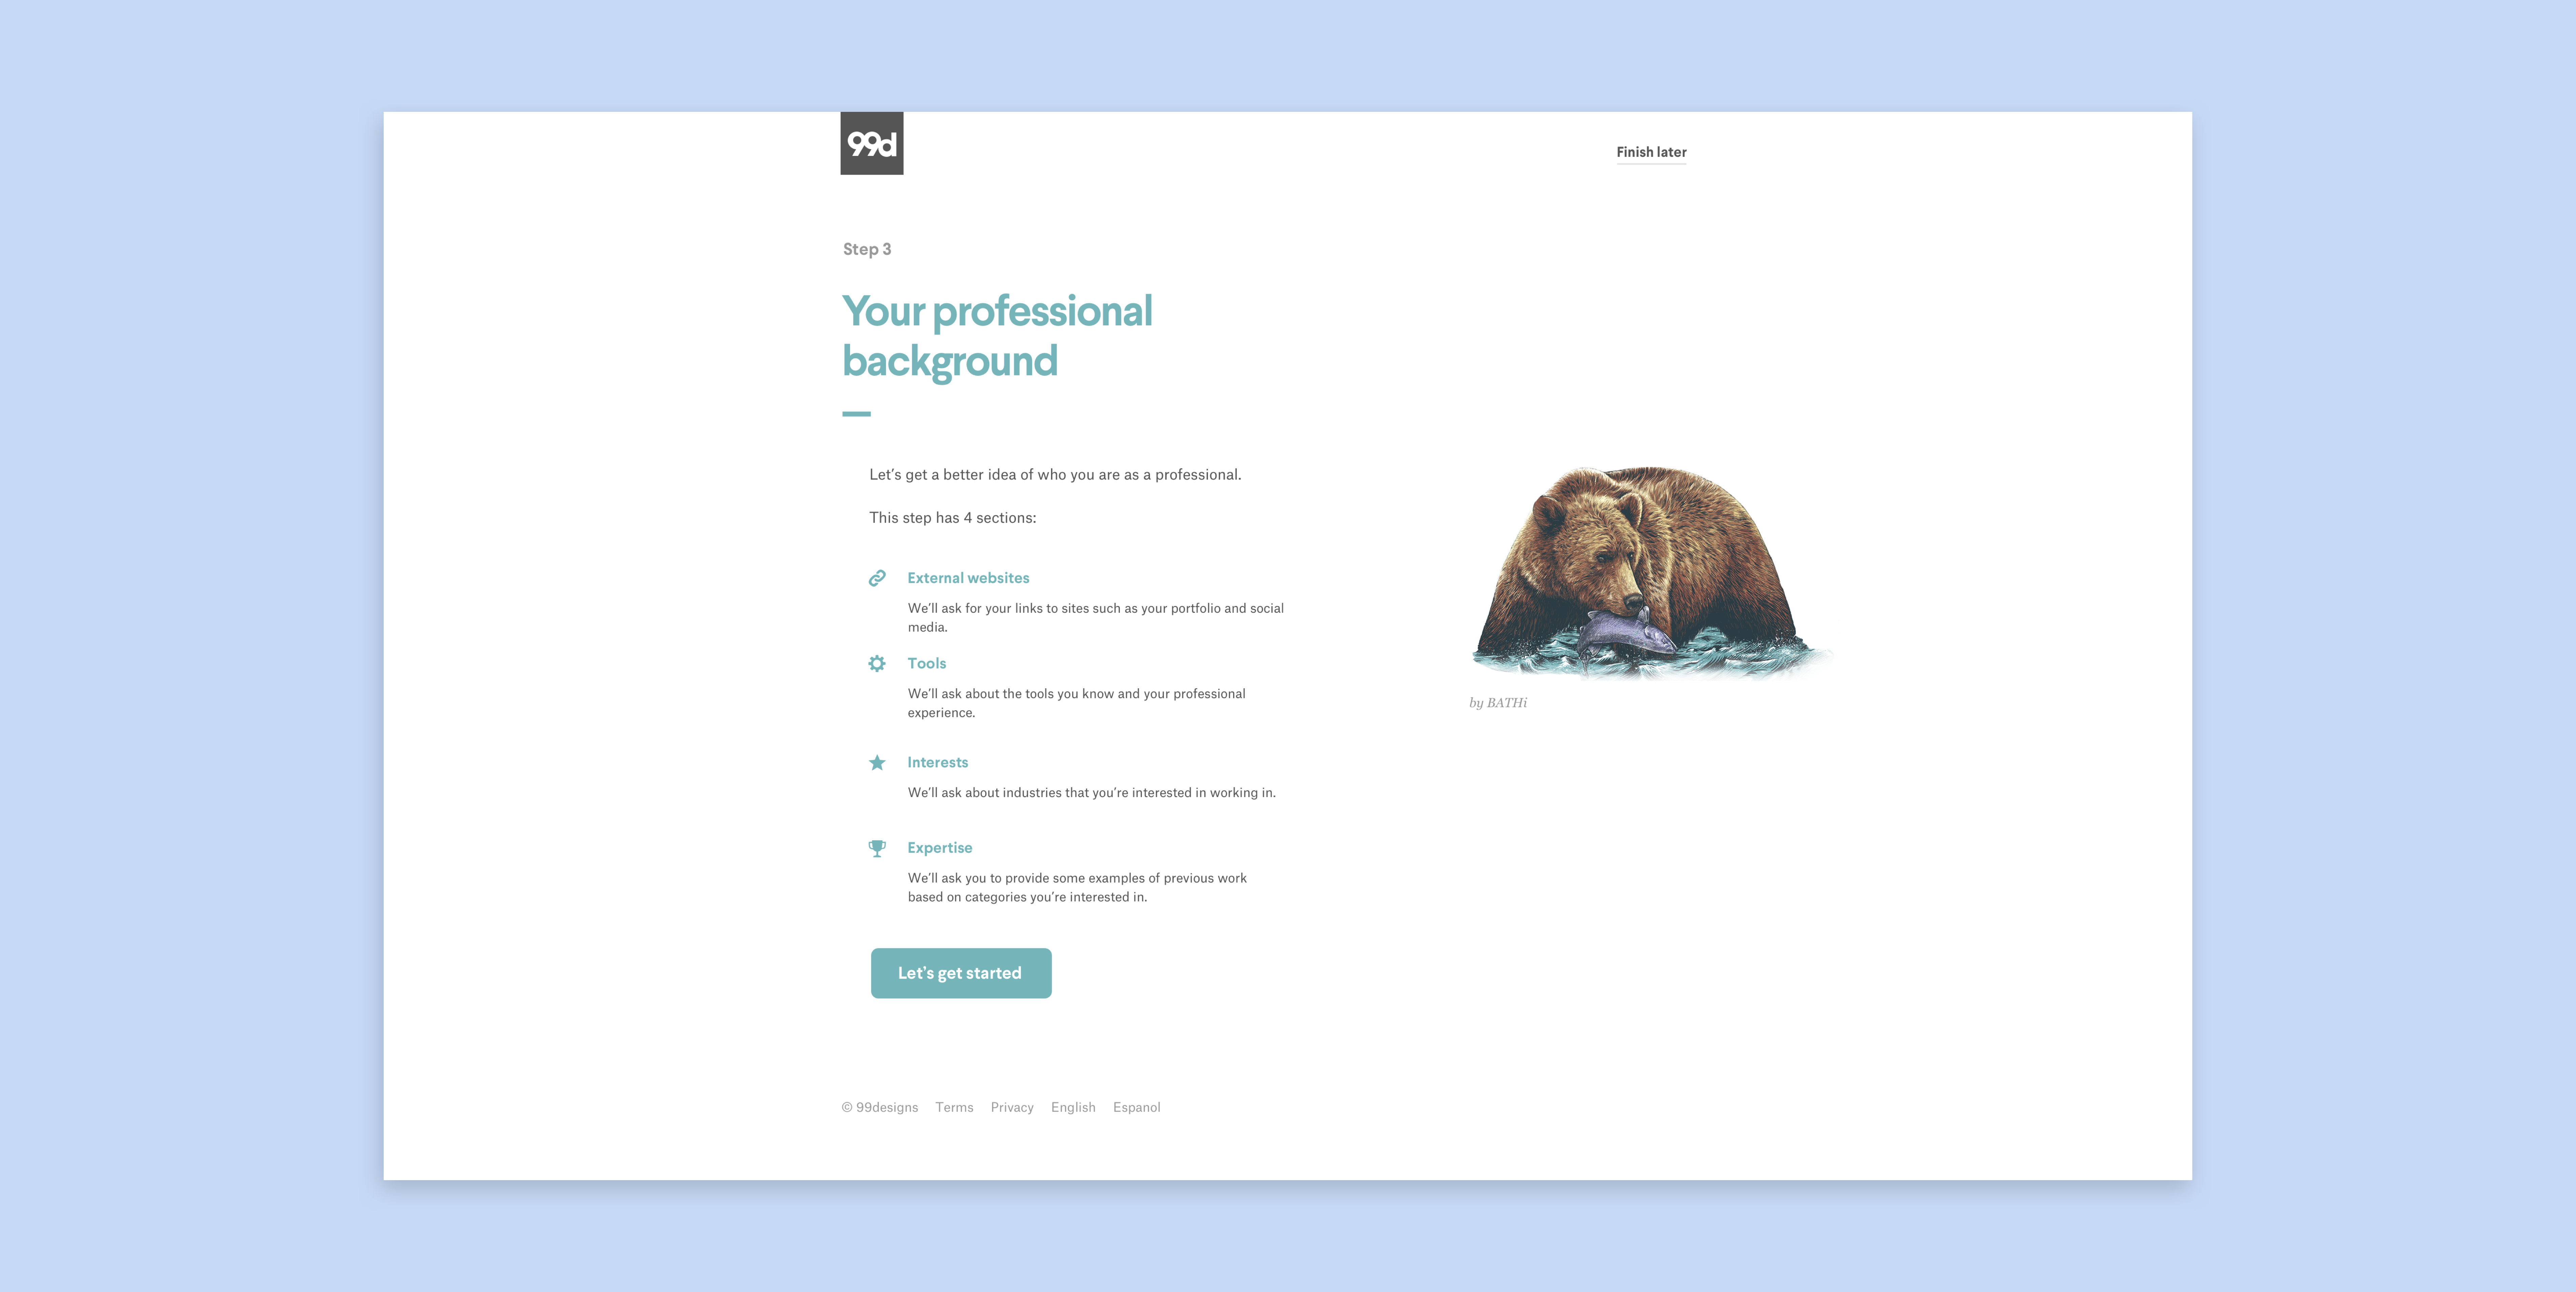 99d
Finish later
Step 3
Your professional
background
Let’s get a better idea of who you are as a professional.
This step has 4 sections:
External websites
We’ll ask for your links to sites such as your portfolio and social
media.
Tools
We’ll ask about the tools you know and your professional
experience.
Interests
We’ll ask about industries that you’re interested in working in.
Expertise
We’ll ask you to provide some examples of previous work
based on categories you’re interested in.
by BATHi
Let’s get started
© 99designs Terms Privacy English Espanol